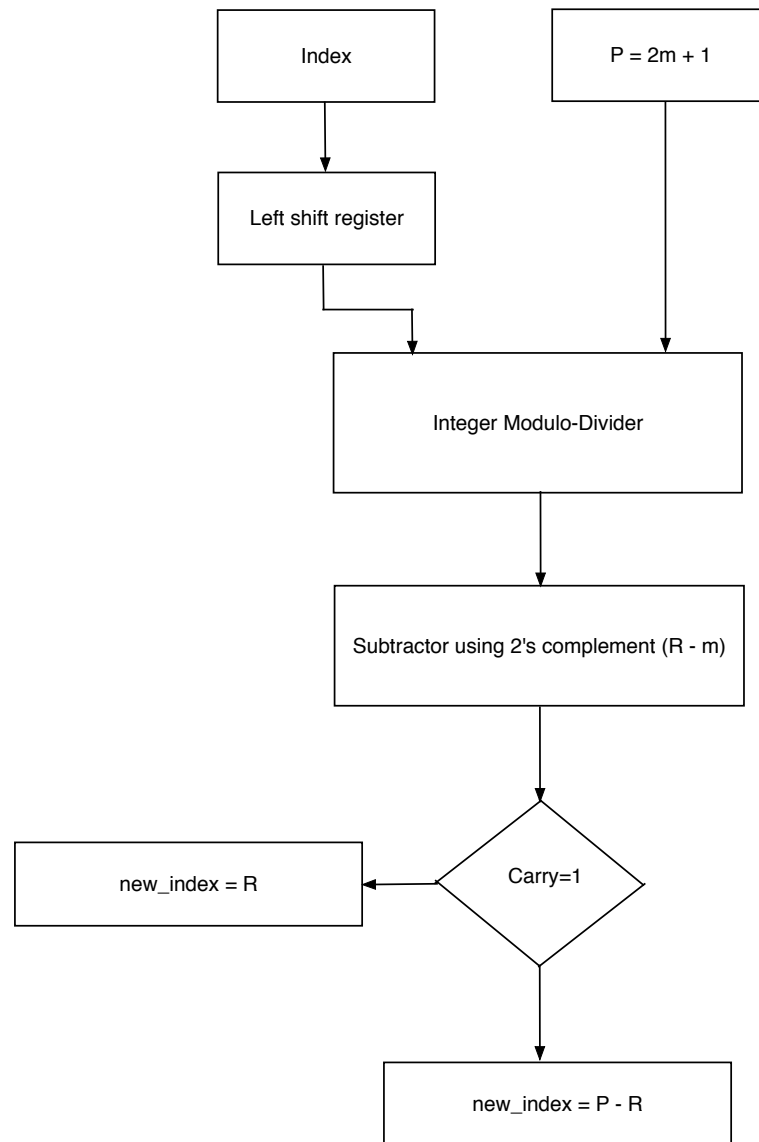 Index
P = 2m + 1
Left shift register
Integer Modulo-Divider
Subtractor using 2's complement (R - m)
Carry=1
new_index = R
new_index = P - R